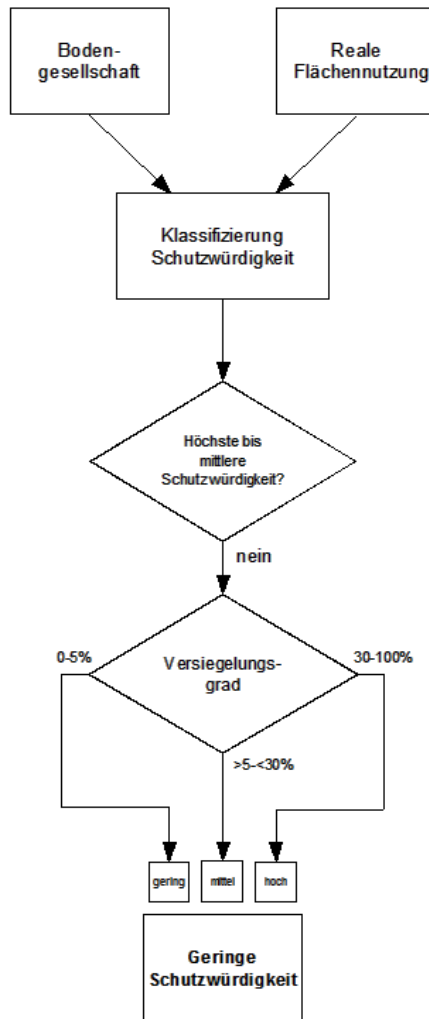 Boden-
gesellschaft
Reale
Flächennutzung
Klassifizierung
Schutzwürdigkeit
Höchste bis
mittlere
Schutzwürdigkeit?
nein
0-5%
Versiegelungs-
grad
30-100%
>5-<30%
gering
mittel
hoch
Geringe
Schutzwürdigkeit